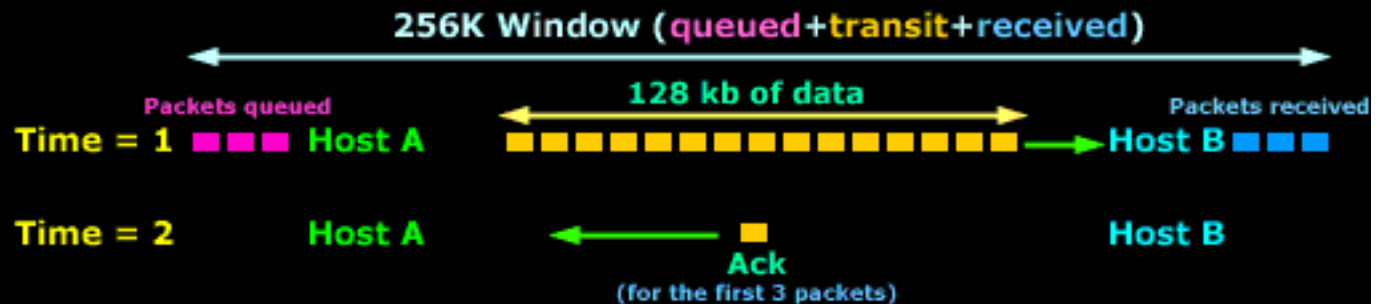 256K Window (queued+transit+received)
128 kb of data
Packets queued
Packets received
Time = 1 Host A Host B
Time = 2 Host A Host B
Ack
(for the first 3 packets)